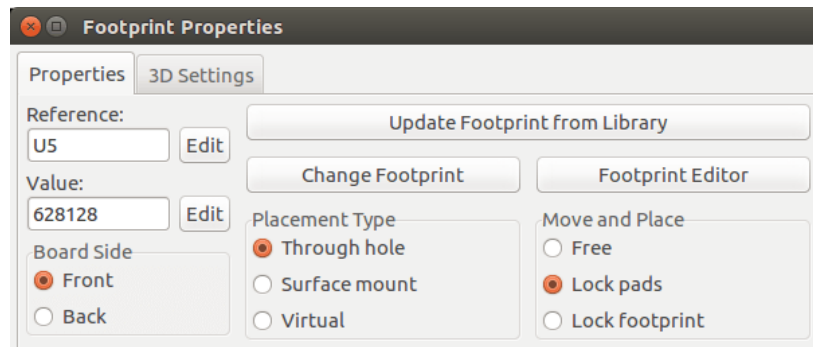 Footprint Properties
Properties 3D Settings
Reference:
U5 Edit
Update Footprint from Library
Value:
628128 Edit
Change Footprint Footprint Editor
Board Side
Front
Back
Placement Type
Through hole
Surface mount
Virtual
Move and Place
Free
Lock pads
Lock footprint